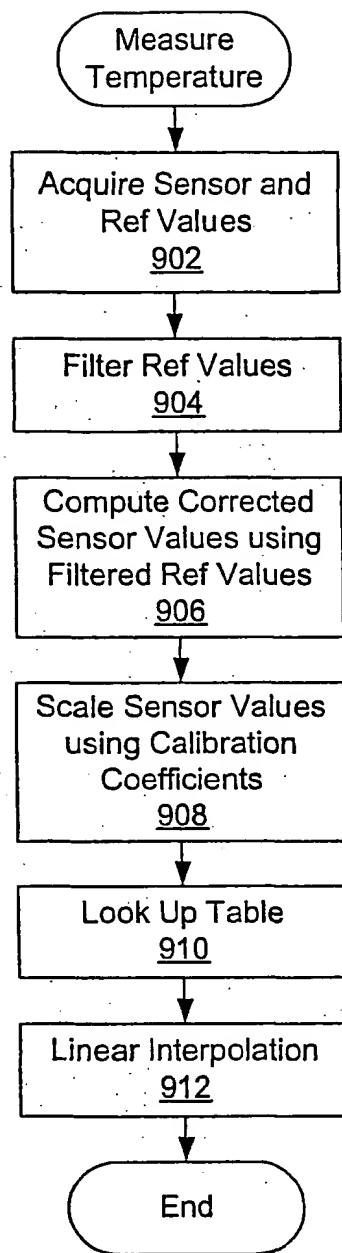 Measure
Temperature
Acquire Sensor and
Ref Values
902
Filter Ref Values
904
Compute Corrected
Sensor Values using
Filtered Ref Values
906
Scale Sensor Values
using Calibration
Coefficients
908
Look Up Table
910
Linear Interpolation
912
End